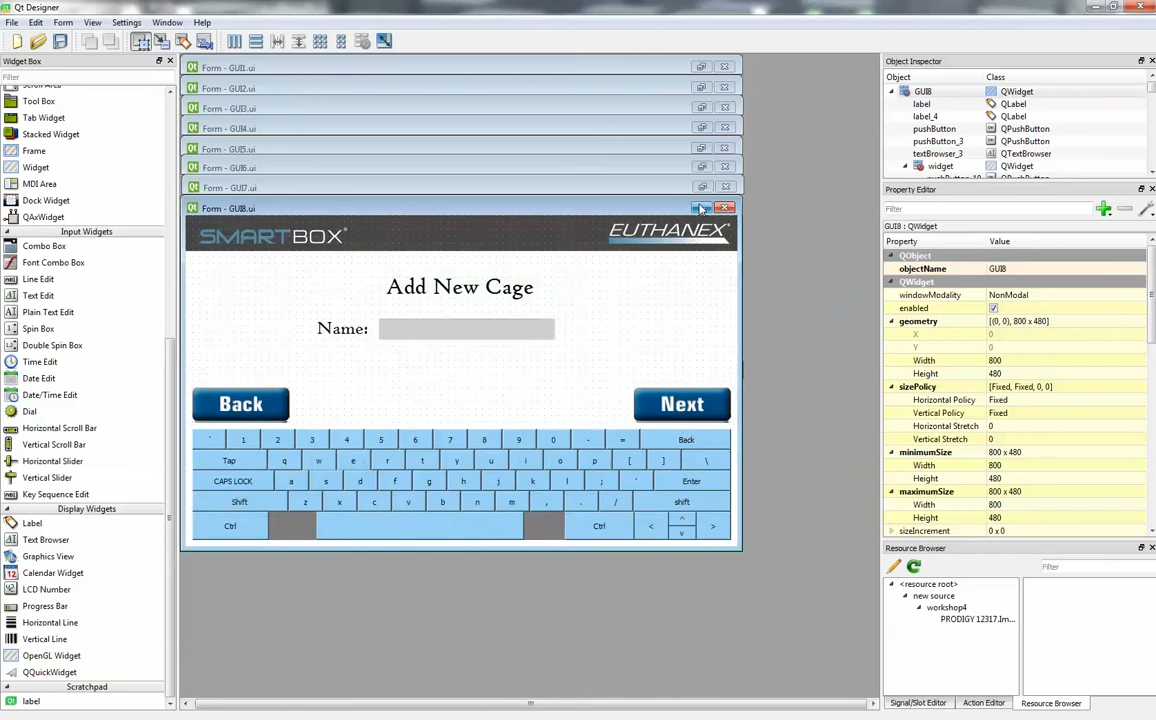 Qt Designer
File Edit Form View Settings Window Help
Widget Box
Filter
Scroll Area
Tool Box
Tab Widget
Stacked Widget
Frame
Widget
MDI Area
Dock Widget
QAxWidget
Input Widgets
Combo Box
Font Combo Box
Line Edit
Text Edit
Plain Text Edit
Spin Box
Double Spin Box
Time Edit
Date Edit
Date/Time Edit
Dial
Horizontal Scroll Bar
Vertical Scroll Bar
Horizontal Slider
Vertical Slider
Key Sequence Edit
Display Widgets
Label
Text Browser
Graphics View
Calendar Widget
LCD Number
Progress Bar
Horizontal Line
Vertical Line
OpenGL Widget
QQuickWidget
Scratchpad
label
Form - GUI1.ui
Form - GUI2.ui
Form - GUI3.ui
Form - GUI4.ui
Form - GUI5.ui
Form - GUI6.ui
Form - GUI7.ui
Form - GUI8.ui
SMARTBOX EUTHANEX
Add New Cage
Name:
Back Next
` 1 2 3 4 5 6 7 8 9 0 - = Back
Tap q w e r t y u i o p [ ] \
CAPS LOCK a s d f g h j k l ; ' Enter
Shift z x c v b n m , . / shift
Ctrl Ctrl < ^ v >
Object Inspector
Object Class
GUI8 QWidget
label QLabel
label_4 QLabel
pushButton QPushButton
pushButton_3 QPushButton
textBrowser_3 QTextBrowser
widget QWidget
Property Editor
Filter
GUI8 : QWidget
Property Value
QObject
objectName GUI8
QWidget
windowModality NonModal
enabled
geometry [(0, 0), 800 x 480]
X 0
Y 0
Width 800
Height 480
sizePolicy [Fixed, Fixed, 0, 0]
Horizontal Policy Fixed
Vertical Policy Fixed
Horizontal Stretch 0
Vertical Stretch 0
minimumSize 800 x 480
Width 800
Height 480
maximumSize 800 x 480
Width 800
Height 480
sizeIncrement 0 x 0
Resource Browser
Filter
<resource root>
new source
workshop4
PRODIGY 12317.Im...
Signal/Slot Editor Action Editor Resource Browser